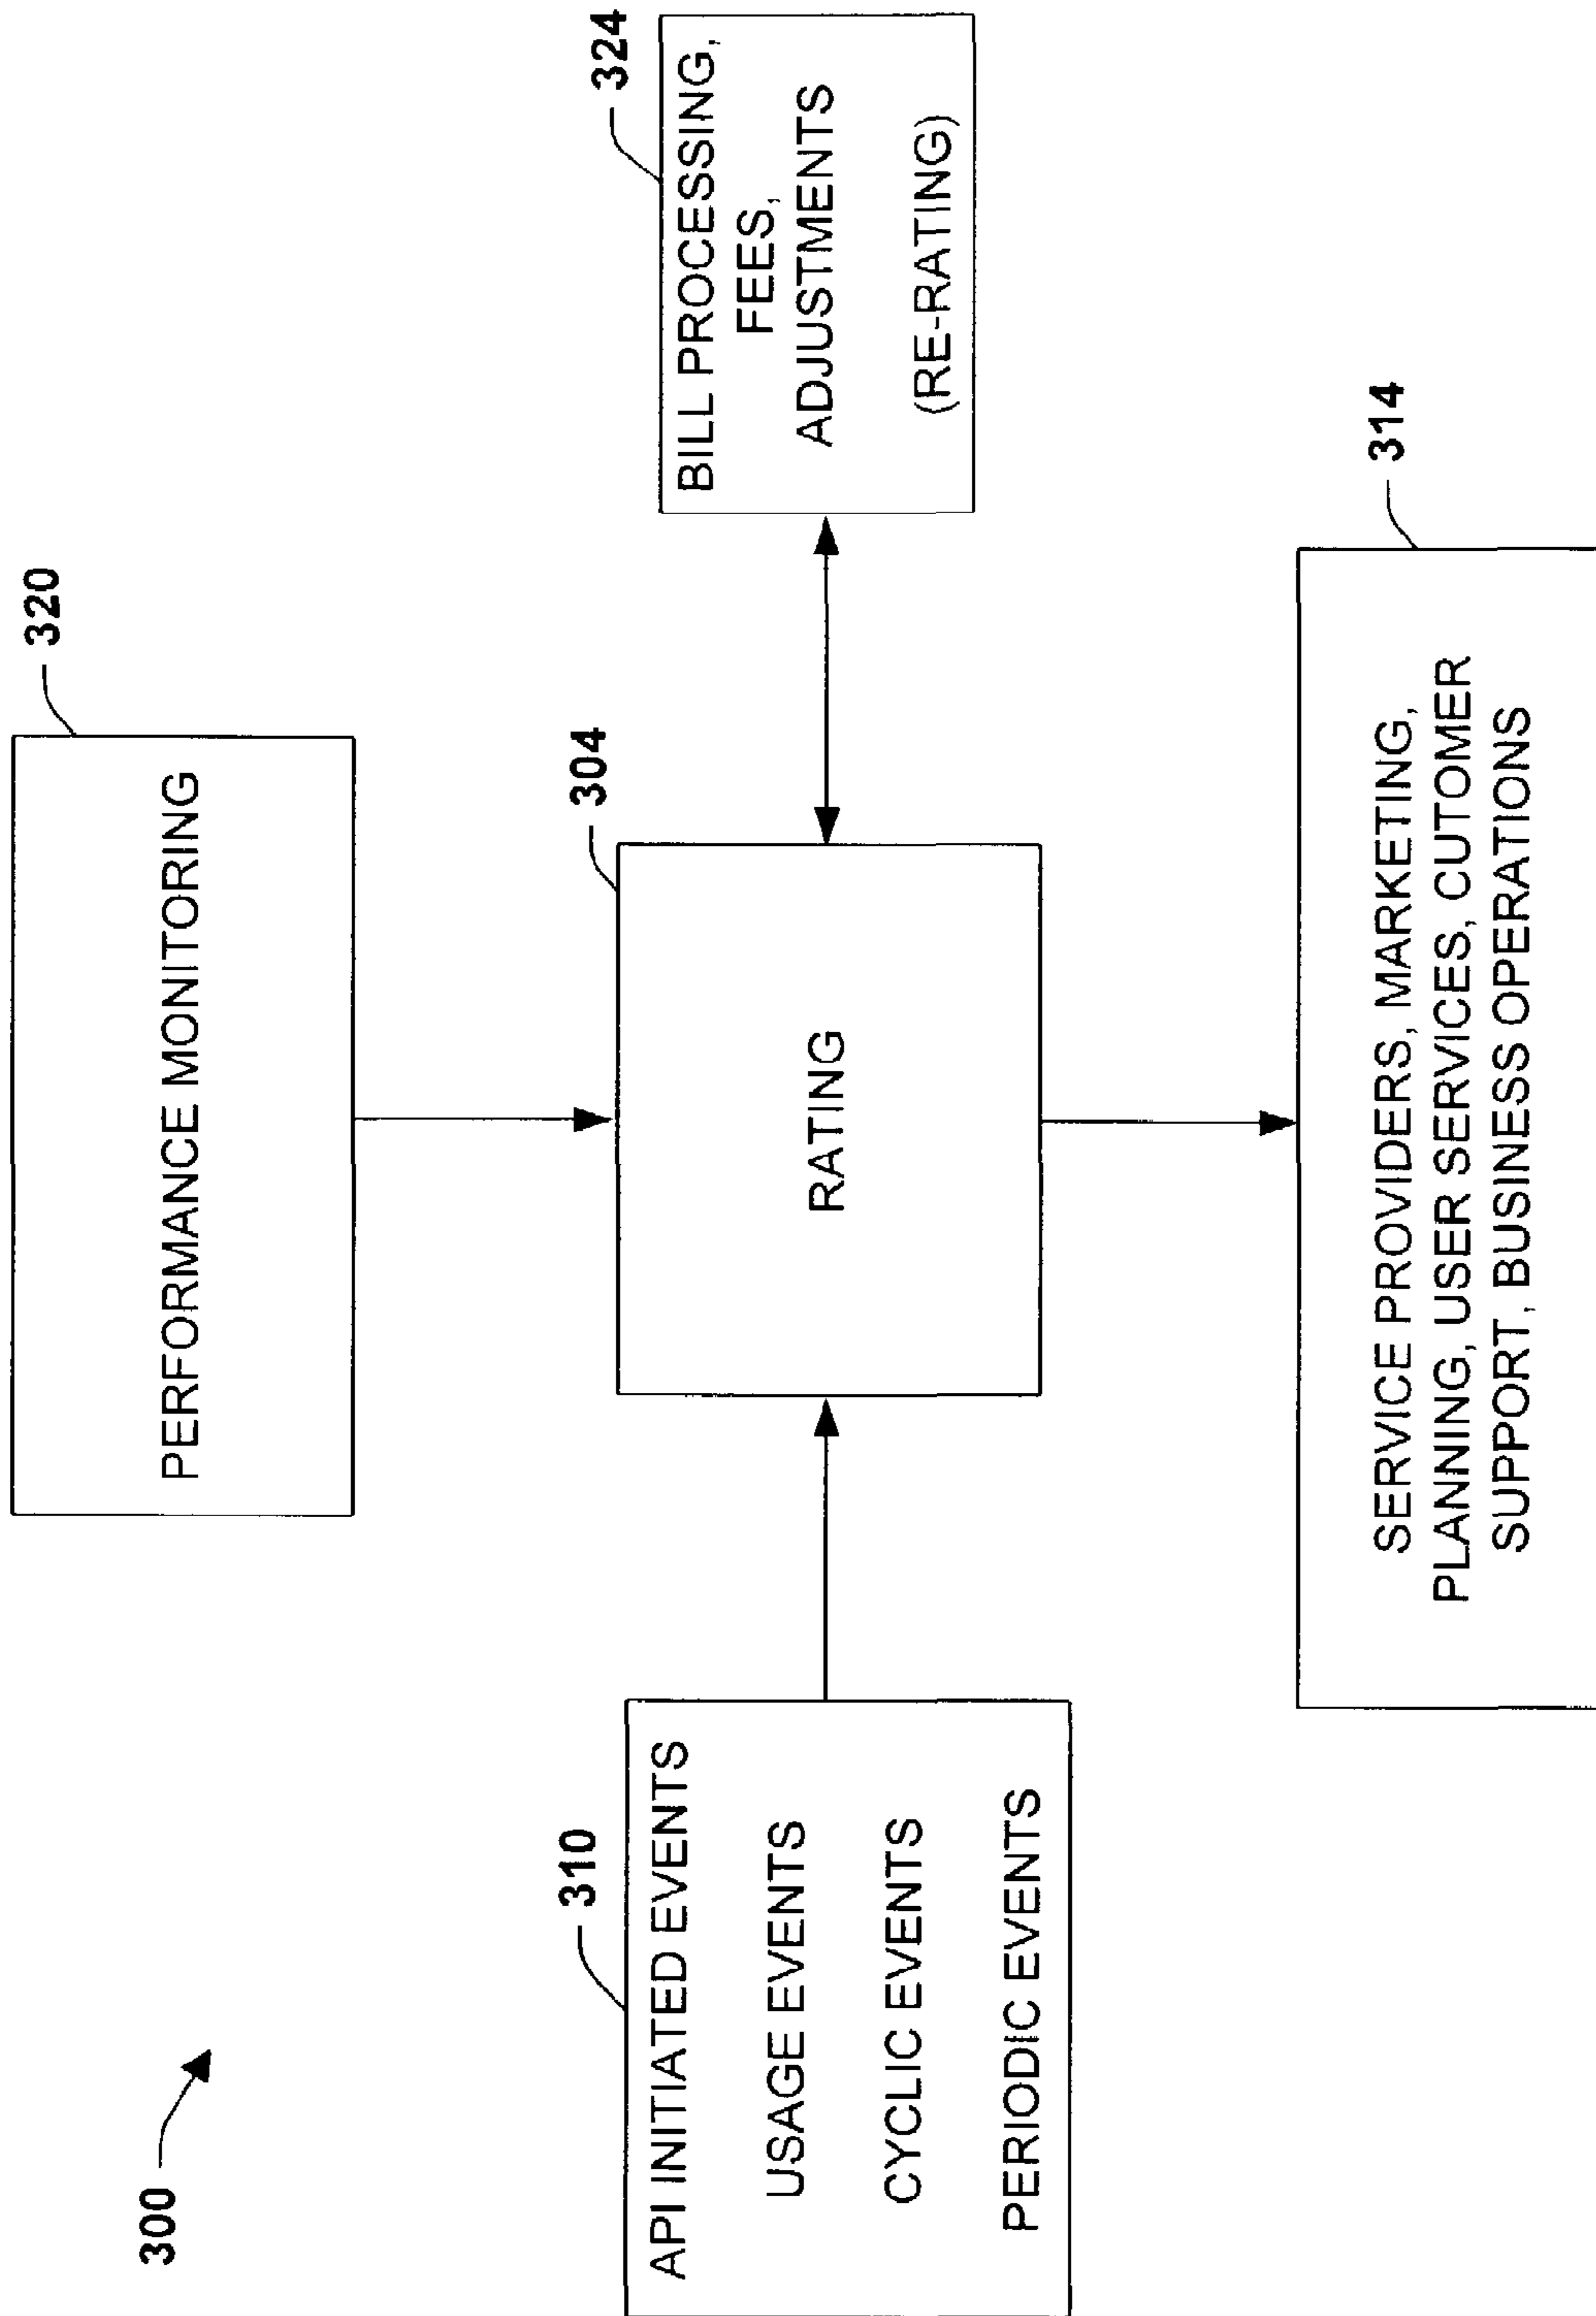 300
320
PERFORMANCE MONITORING
310
API INITIATED EVENTS
USAGE EVENTS
CYCLIC EVENTS
PERIODIC EVENTS
304
RATING
324
BILL PROCESSING,
FEES,
ADJUSTMENTS
(RE-RATING)
314
SERVICE PROVIDERS, MARKETING,
PLANNING, USER SERVICES, CUTOMER
SUPPORT, BUSINESS OPERATIONS